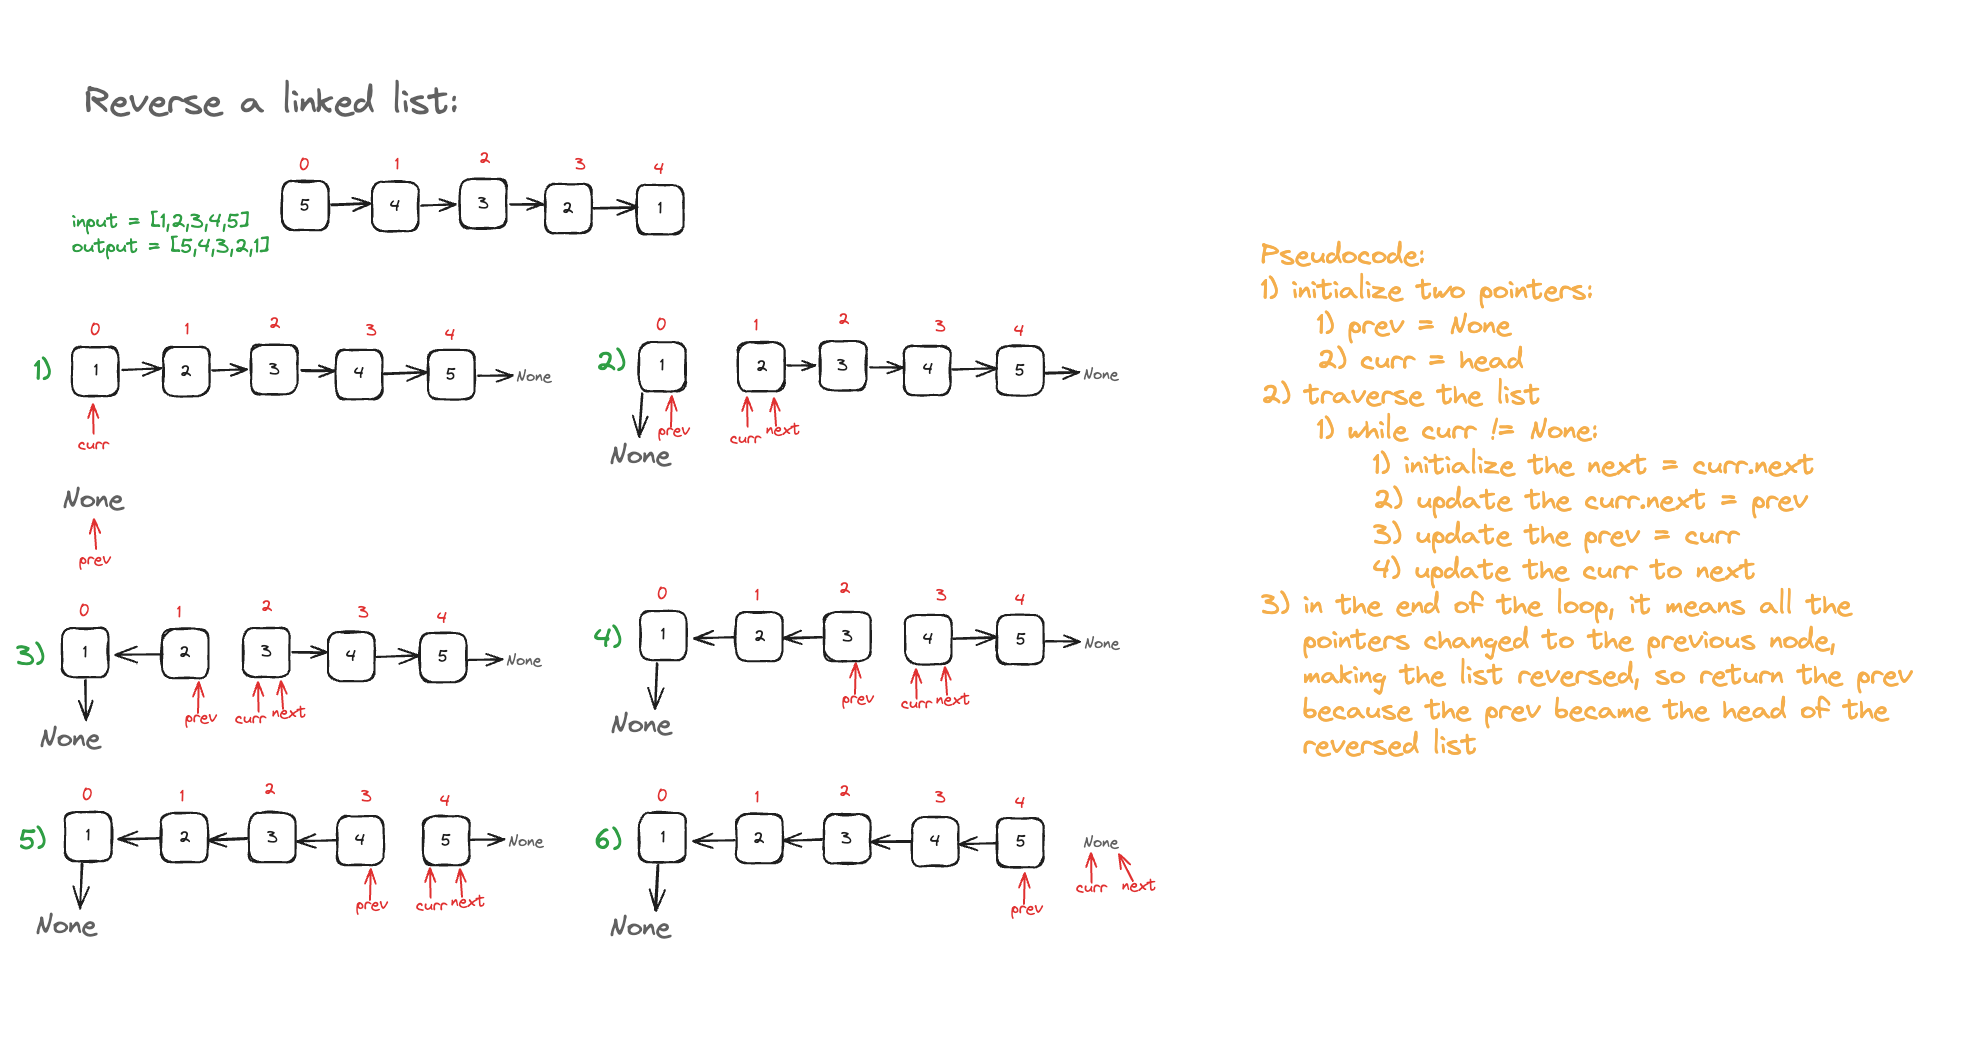 Reverse a linked list:
0 1 2 3 4
5 4 3 2 1
input = [1,2,3,4,5]
output = [5,4,3,2,1]
1)
0 1 2 3 4
1 2 3 4 5 None
curr
None
prev
2)
0 1 2 3 4
1 2 3 4 5 None
prev curr next
None
3)
0 1 2 3 4
1 2 3 4 5 None
prev curr next
None
4)
0 1 2 3 4
1 2 3 4 5 None
prev curr next
None
5)
0 1 2 3 4
1 2 3 4 5 None
prev curr next
None
6)
0 1 2 3 4
1 2 3 4 5 None
prev curr next
None
Pseudocode:
1) initialize two pointers:
1) prev = None
2) curr = head
2) traverse the list
1) while curr != None:
1) initialize the next = curr.next
2) update the curr.next = prev
3) update the prev = curr
4) update the curr to next
3) in the end of the loop, it means all the
pointers changed to the previous node,
making the list reversed, so return the prev
because the prev became the head of the
reversed list